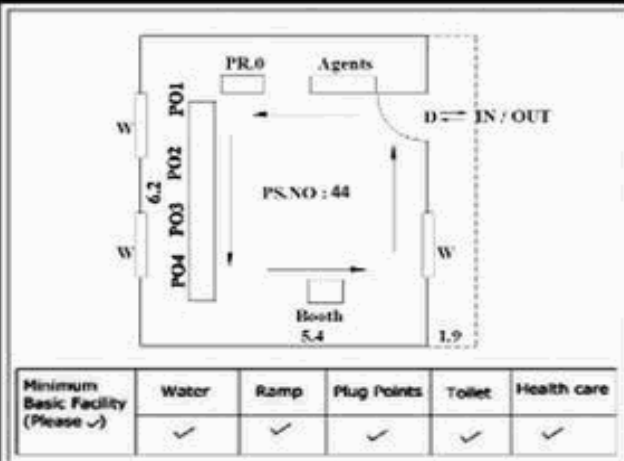 PR.0 Agents
PO1
W
D ⇌ IN / OUT
PO2
6.2
PS.NO : 44
PO3
W
W
PO4
Booth
5.4 1.9
Minimum Basic Facility (Please ✓) Water Ramp Plug Points Toilet Health care
✓ ✓ ✓ ✓ ✓